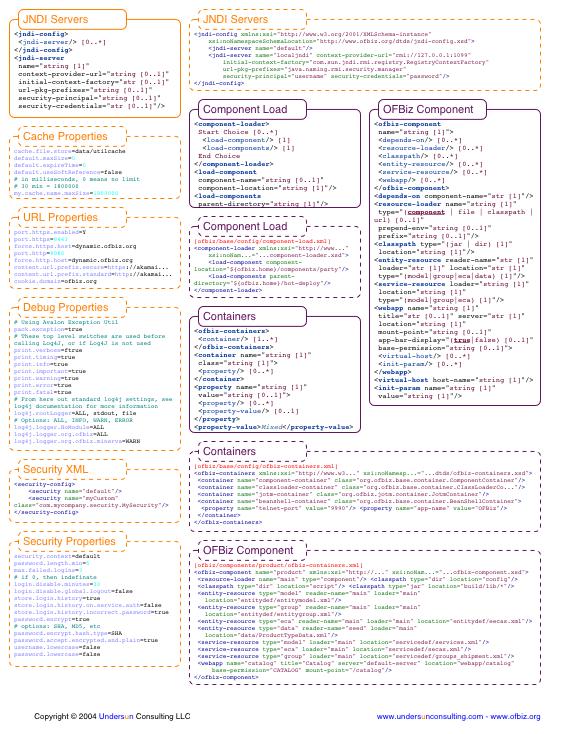 JNDI Servers
<jndi-config>
<jndi-server/> [0..*]
</jndi-config>
<jndi-server
name="string [1]"
context-provider-url="string [0..1]"
initial-context-factory="str [0..1]"
url-pkg-prefixes="string [0..1]"
security-principal="string [0..1]"
security-credentials="str [0..1]"/>
Cache Properties
cache.file.store=data/utilcache
default.maxSize=0
default.expireTime=0
default.useSoftReference=false
# in milliseconds, 0 means no limit
# 30 min = 1800000
my.cache.name.maxSize=1000000
URL Properties
port.https.enabled=Y
port.https=8443
force.https.host=dynamic.ofbiz.org
port.http=8080
force.http.host=dynamic.ofbiz.org
content.url.prefix.secure=https://akamai...
content.url.prefix.standard=http://akami...
cookie.domain=ofbiz.org
Debug Properties
# Using Avalon Exception Util
pack.exception=true
# These top level switches are used before
calling Log4J, or if Log4J is not used
print.verbose=ftrue
print.timing=true
print.info=true
print.important=true
print.warning=true
print.error=true
print.fatal=true
# From here out standard log4j settings, see
log4j documentation for more information
log4j.rootLogger=ALL, stdout, file
# Options: ALL, INFO, WARN, ERROR
log4j.logger.NoModule=ALL
log4j.logger.org.ofbiz=ALL
log4j.logger.org.ofbiz.minerva=WARN
Security XML
<security-config>
<security name="default"/>
<security name="myCustom"
class="com.mycompany.security.MySecurity"/>
</security-config>
Security Properties
security.context=default
password.length.min=5
max.failed.logins=3
# if 0, then indefinate
login.disable.minutes=30
login.disable.global.logout=false
store.login.history=true
store.login.history.on.service.auth=false
store.login.history.incorrect.password=true
password.encrypt=true
# options: SHA, MD5, etc
password.encrypt.hash.type=SHA
password.accept.encrypted.and.plain=true
username.lowercase=false
password.lowercase=false
JNDI Servers
<jndi-config xmlns:xsi="http://www.w3.org/2001/XMLSchema-instance"
xsi:noNamespaceSchemaLocation="http://www.ofbiz.org/dtds/jndi-config.xsd">
<jndi-server name="default"/>
<jndi-server name="localjndi" context-provider-url="rmi://127.0.0.1:1099"
initial-context-factory="com.sun.jndi.rmi.registry.RegistryContextFactory"
url-pkg-prefixes="java.naming.rmi.security.manager"
security-principal="username" security-credentials="password"/>
</jndi-config>
Component Load
<component-loader>
Start Choice [0..*]
<load-component/> [1]
<load-components/> [1]
End Choice
</component-loader>
<load-component
component-name="string [0..1]"
component-location="string [1]"/>
<load-components
parent-directory="string [1]"/>
Component Load
[ofbiz/base/config/component-load.xml]
<component-loader xmlns:xsi="http://www..."
xsi:noNam...="...component-loader.xsd">
<load-component component-
location="${ofbiz.home}/components/party"/>
<load-components parent-
directory="${ofbiz.home}/hot-deploy"/>
</component-loader>
Containers
<ofbiz-containers>
<container/> [1..*]
</ofbiz-containers>
<container name="string [1]"
class="string [1]">
<property/> [0..*]
</container>
<property name="string [1]"
value="string [0..1]">
<property/> [0..*]
<property-value/> [0..1]
</property>
<property-value>Mixed</property-value>
OFBiz Component
<ofbiz-component
name="string [1]">
<depends-on/> [0..*]
<resource-loader/> [0..*]
<classpath/> [0..*]
<entity-resource/> [0..*]
<service-resource/> [0..*]
<webapp/> [0..*]
</ofbiz-component>
<depends-on component-name="str [1]"/>
<resource-loader name="string [1]"
type="(component | file | classpath |
url) [0..1]"
prepend-env="string [0..1]"
prefix="string [0..1]"/>
<classpath type="(jar | dir) [1]"
location="string [1]"/>
<entity-resource reader-name="str [1]"
loader="str [1]" location="str [1]"
type="(model|group|eca|data) [1]"/>
<service-resource loader="string [1]"
location="string [1]"
type="(model|group|eca) [1]"/>
<webapp name="string [1]"
title="str [0..1]" server="str [1]"
location="string [1]"
mount-point="string [0..1]"
app-bar-display="(true|false) [0..1]"
base-permission="string [0..1]">
<virtual-host/> [0..*]
<init-param/> [0..*]
</webapp>
<virtual-host host-name="string [1]"/>
<init-param name="string [1]"
value="string [1]"/>
Containers
[ofbiz/base/config/ofbiz-containers.xml]
<ofbiz-containers xmlns:xsi="http://www.w3..." xsi:noNamesp...="...dtds/ofbiz-containers.xsd">
<container name="component-container" class="org.ofbiz.base.container.ComponentContainer"/>
<container name="classloader-container" class="org.ofbiz.base.container.ClassLoaderCo..."/>
<container name="jotm-container" class="org.ofbiz.jotm.container.JotmContainer"/>
<container name="beanshell-container" class="org.ofbiz.base.container.BeanShellContainer">
<property name="telnet-port" value="9990"/> <property name="app-name" value="OFBiz"/>
</container>
</ofbiz-containers>
OFBiz Component
[ofbiz/components/product/ofbiz-containers.xml]
<ofbiz-component name="product" xmlns:xsi="http://..." xsi:noNam...="...ofbiz-component.xsd">
<resource-loader name="main" type="component"/> <classpath type="dir" location="config"/>
<classpath type="dir" location="script"/> <classpath type="jar" location="build/lib/*"/>
<entity-resource type="model" reader-name="main" loader="main"
location="entitydef/entitymodel.xml"/>
<entity-resource type="group" reader-name="main" loader="main"
location="entitydef/entitygroup.xml"/>
<entity-resource type="eca" reader-name="main" loader="main" location="entitydef/eecas.xml"/>
<entity-resource type="data" reader-name="seed" loader="main"
location="data/ProductTypeData.xml"/>
<service-resource type="model" loader="main" location="servicedef/services.xml"/>
<service-resource type="eca" loader="main" location="servicedef/secas.xml"/>
<service-resource type="group" loader="main" location="servicedef/groups_shipment.xml"/>
<webapp name="catalog" title="Catalog" server="default-server" location="webapp/catalog"
base-permission="CATALOG" mount-point="/catalog"/>
</ofbiz-component>
Copyright © 2004 Undersun Consulting LLC
www.undersunconsulting.com - www.ofbiz.org